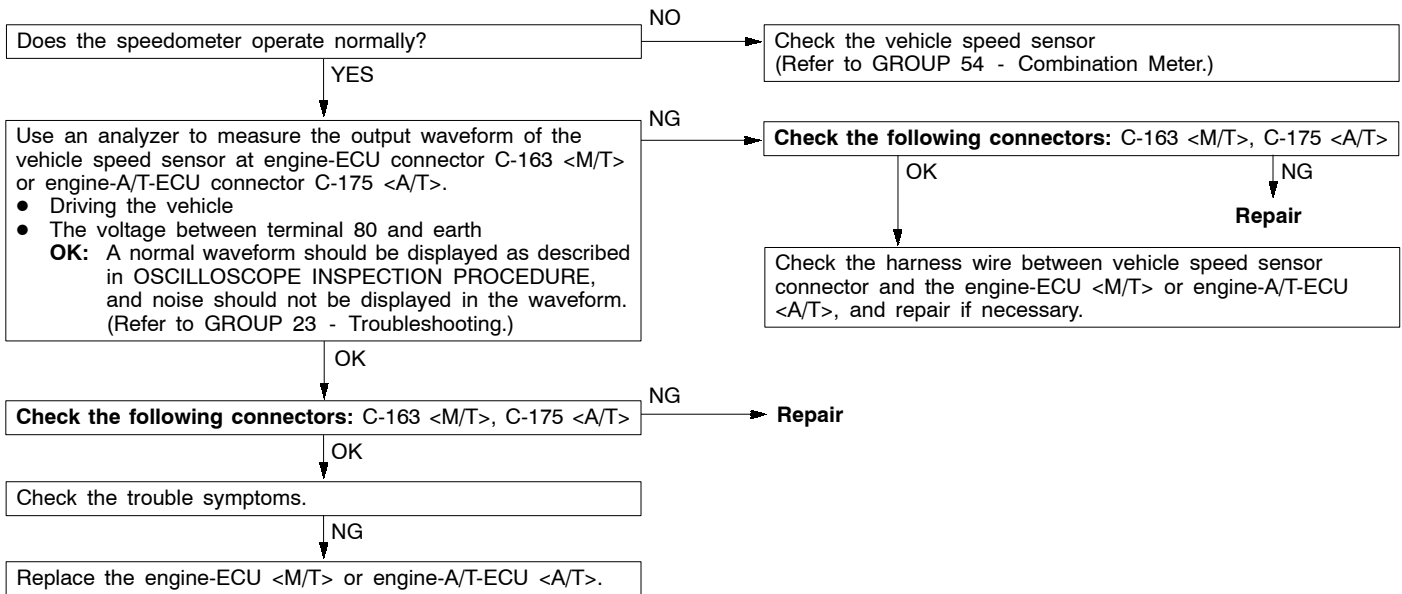 Does the speedometer operate normally?
NO
Check the vehicle speed sensor
(Refer to GROUP 54 - Combination Meter.)
YES
Use an analyzer to measure the output waveform of the
vehicle speed sensor at engine-ECU connector C-163 <M/T>
or engine-A/T-ECU connector C-175 <A/T>.
● Driving the vehicle
● The voltage between terminal 80 and earth
OK: A normal waveform should be displayed as described
in OSCILLOSCOPE INSPECTION PROCEDURE,
and noise should not be displayed in the waveform.
(Refer to GROUP 23 - Troubleshooting.)
NG
Check the following connectors: C-163 <M/T>, C-175 <A/T>
OK
NG
Repair
Check the harness wire between vehicle speed sensor
connector and the engine-ECU <M/T> or engine-A/T-ECU
<A/T>, and repair if necessary.
OK
Check the following connectors: C-163 <M/T>, C-175 <A/T>
NG
Repair
OK
Check the trouble symptoms.
NG
Replace the engine-ECU <M/T> or engine-A/T-ECU <A/T>.